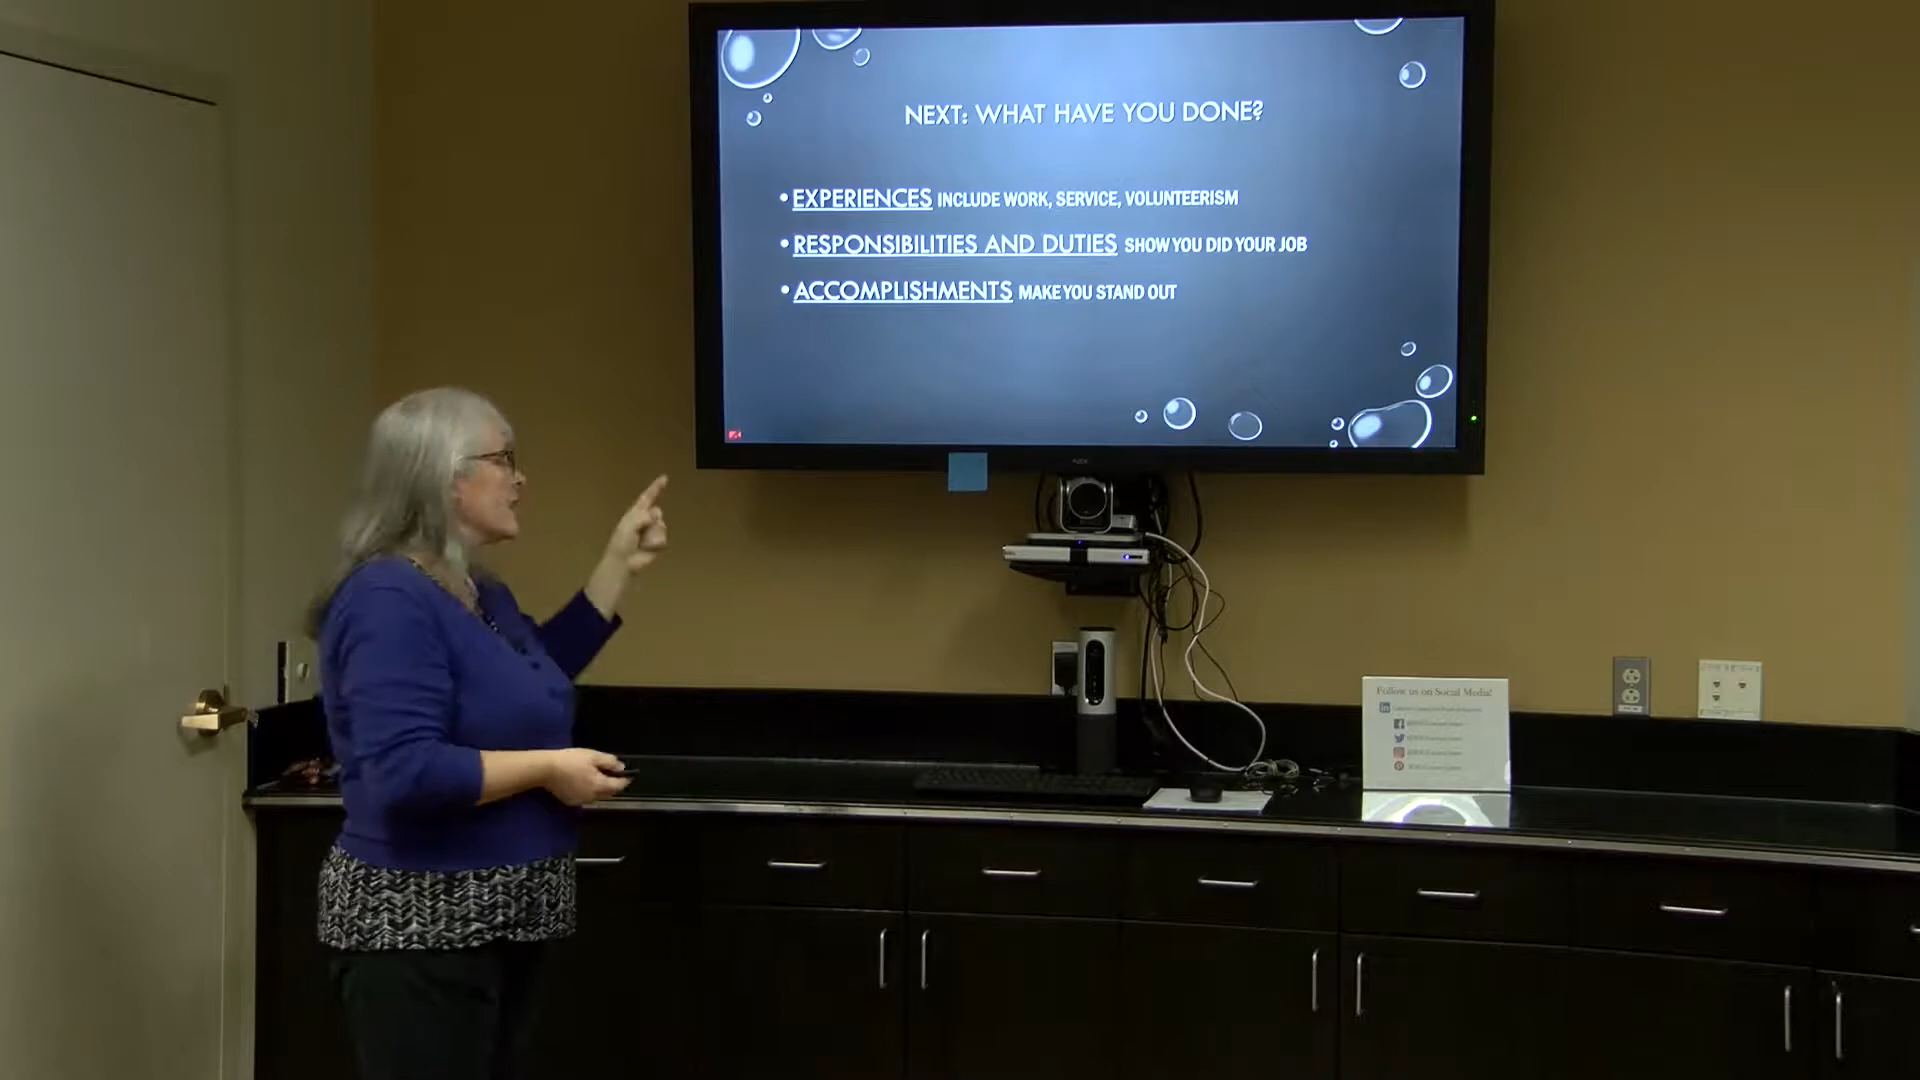 NEXT: WHAT HAVE YOU DONE?
• EXPERIENCES INCLUDE WORK, SERVICE, VOLUNTEERISM
• RESPONSIBILITIES AND DUTIES SHOW YOU DID YOUR JOB
• ACCOMPLISHMENTS MAKE YOU STAND OUT
NEC
Follow us on Social Media!